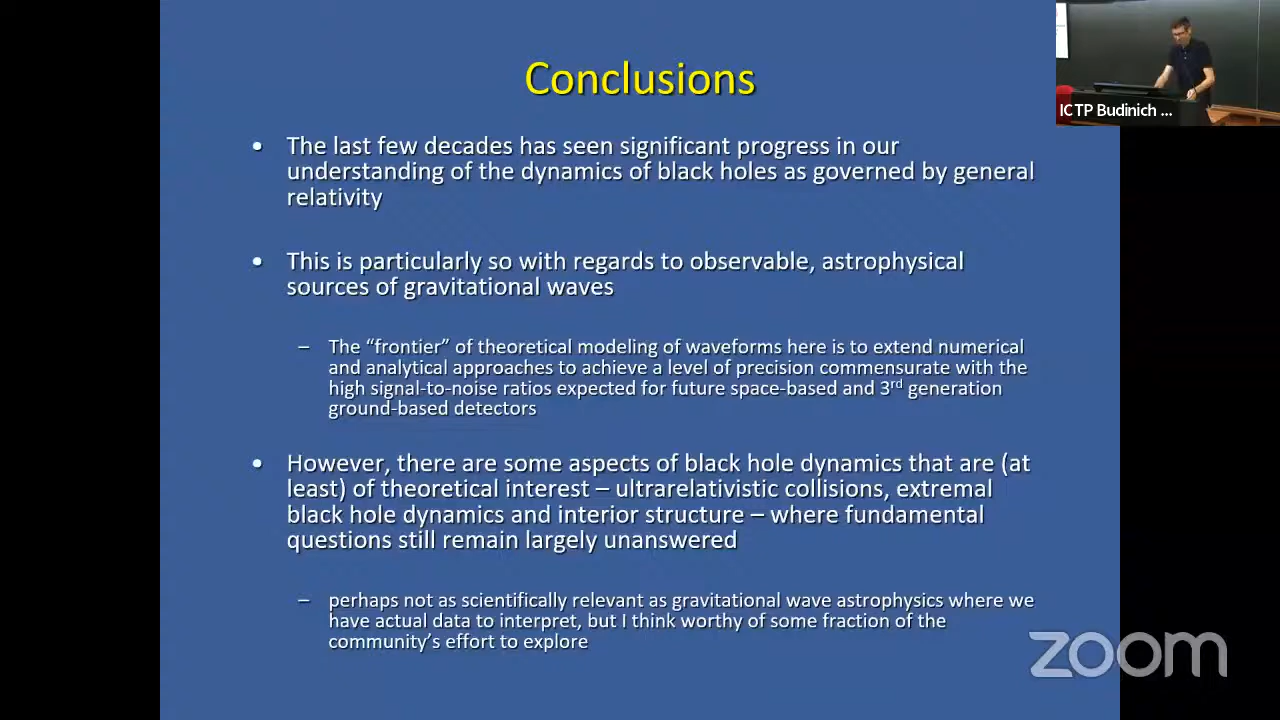 Conclusions
ICTP Budinich ...
• The last few decades has seen significant progress in our
understanding of the dynamics of black holes as governed by general
relativity
• This is particularly so with regards to observable, astrophysical
sources of gravitational waves
– The “frontier” of theoretical modeling of waveforms here is to extend numerical
and analytical approaches to achieve a level of precision commensurate with the
high signal-to-noise ratios expected for future space-based and 3rd generation
ground-based detectors
• However, there are some aspects of black hole dynamics that are (at
least) of theoretical interest – ultrarelativistic collisions, extremal
black hole dynamics and interior structure – where fundamental
questions still remain largely unanswered
– perhaps not as scientifically relevant as gravitational wave astrophysics where we
have actual data to interpret, but I think worthy of some fraction of the
community’s effort to explore
zoom